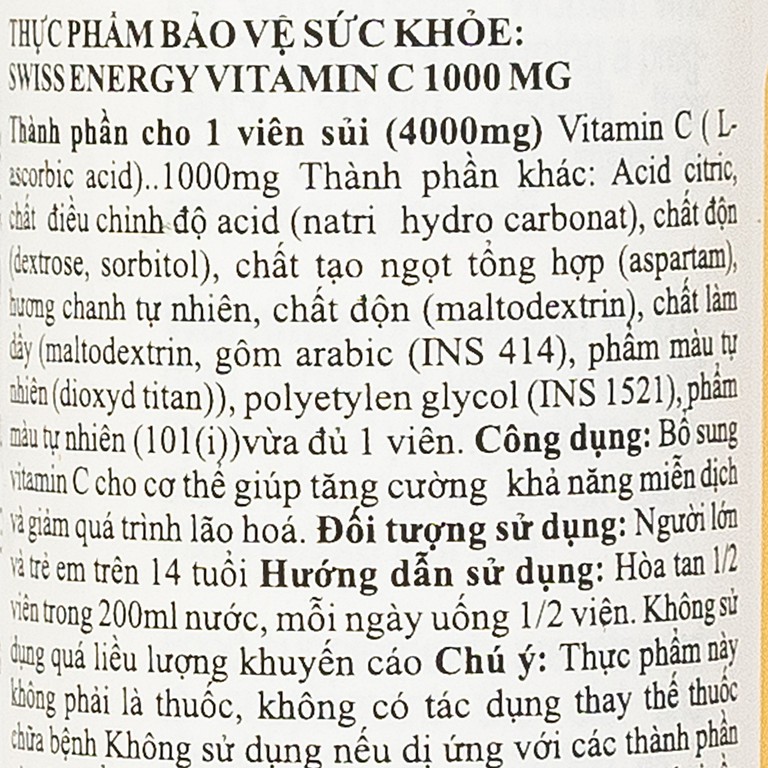 THỰC PHẨM BẢO VỆ SỨC KHỎE:
SWISS ENERGY VITAMIN C 1000 MG
Thành phần cho 1 viên sủi (4000mg) Vitamin C ( L-
ascorbic acid)..1000mg Thành phần khác: Acid citric,
chất điều chỉnh độ acid (natri hydro carbonat), chất độn
(dextrose, sorbitol), chất tạo ngọt tổng hợp (aspartam),
hương chanh tự nhiên, chất độn (maltodextrin), chất làm
dầy (maltodextrin, gôm arabic (INS 414), phẩm màu tự
nhiên (dioxyd titan)), polyetylen glycol (INS 1521), phẩm
màu tự nhiên (101(i))vừa đủ 1 viên. Công dụng: Bổ sung
vitamin C cho cơ thể giúp tăng cường khả năng miễn dịch
và giảm quá trình lão hoá. Đối tượng sử dụng: Người lớn
và trẻ em trên 14 tuổi Hướng dẫn sử dụng: Hòa tan 1/2
viên trong 200ml nước, mỗi ngày uống 1/2 viên. Không sử
dụng quá liều lượng khuyến cáo Chú ý: Thực phẩm này
không phải là thuốc, không có tác dụng thay thế thuốc
chữa bệnh Không sử dụng nếu dị ứng với các thành phần